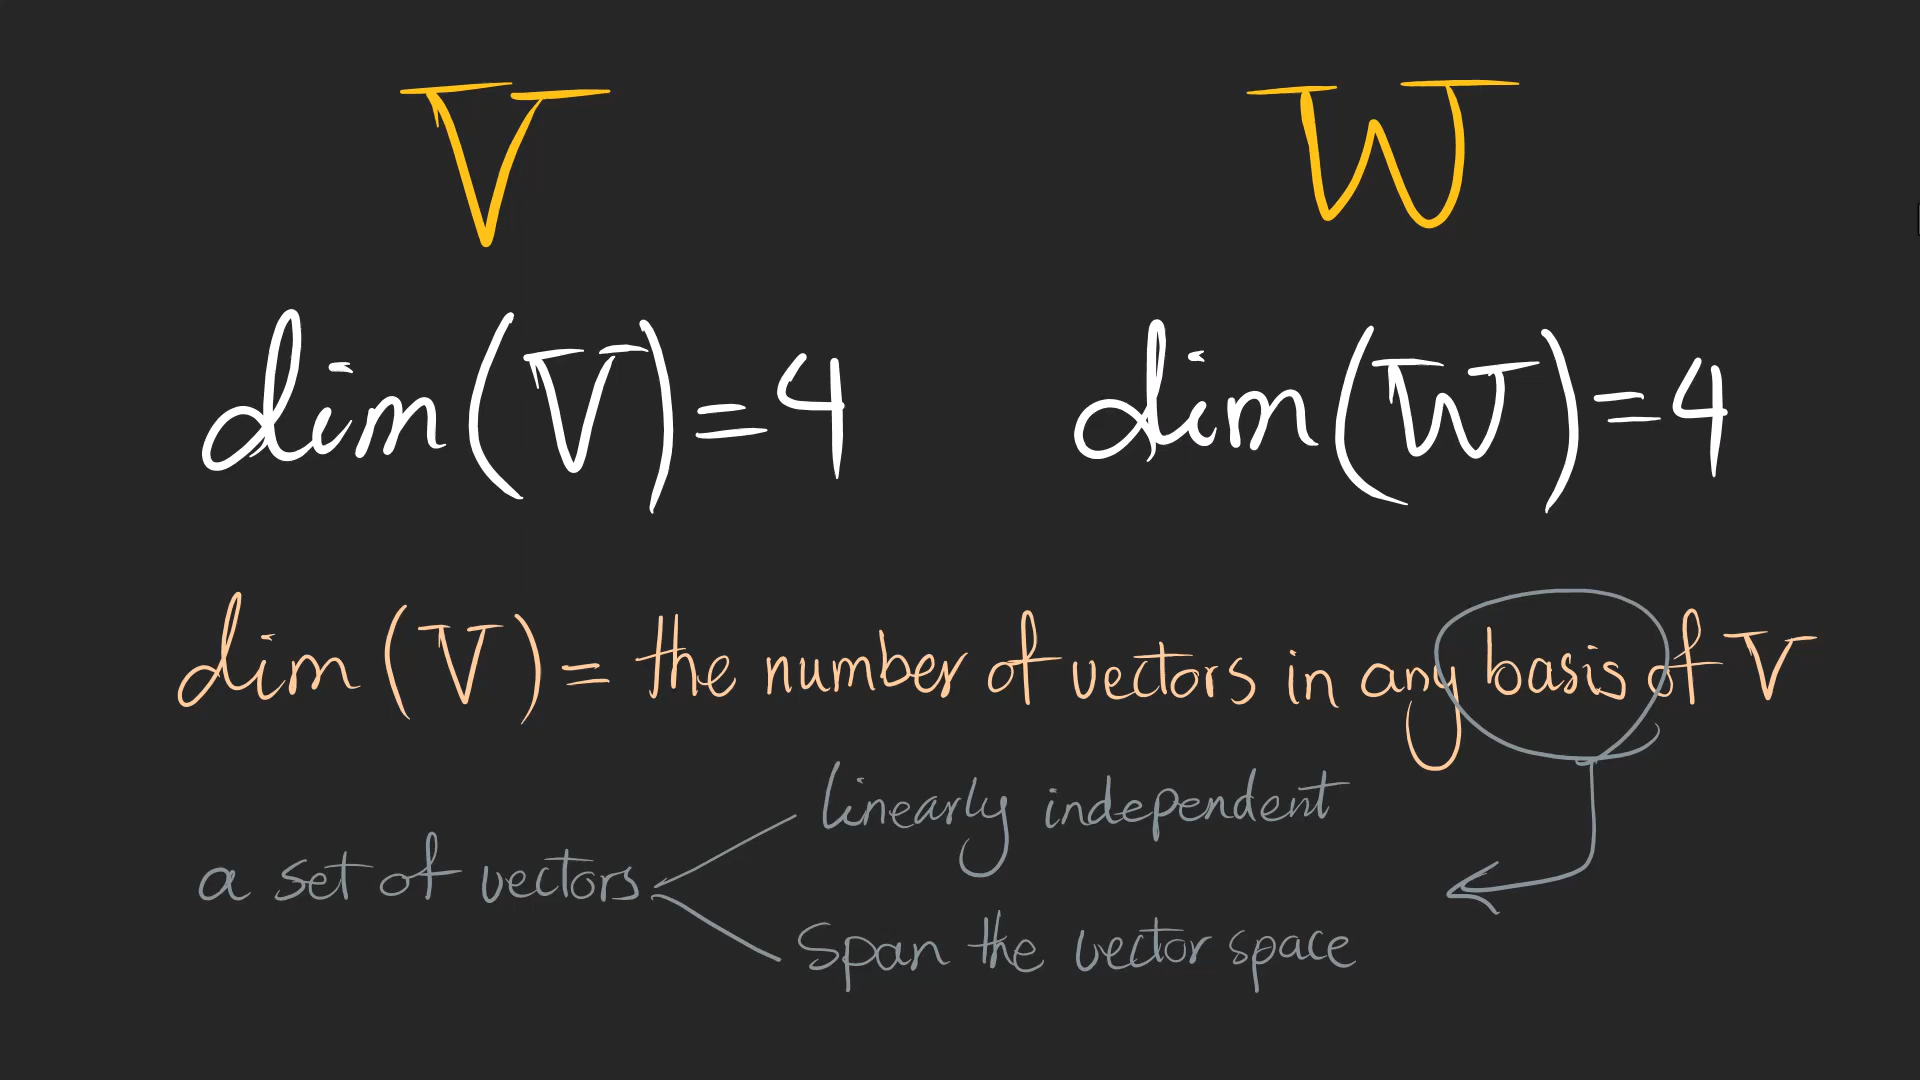 V W
dim(V)=4 dim(W)=4
dim(V)= the number of vectors in any basis of V
linearly independent
a set of vectors
span the vector space